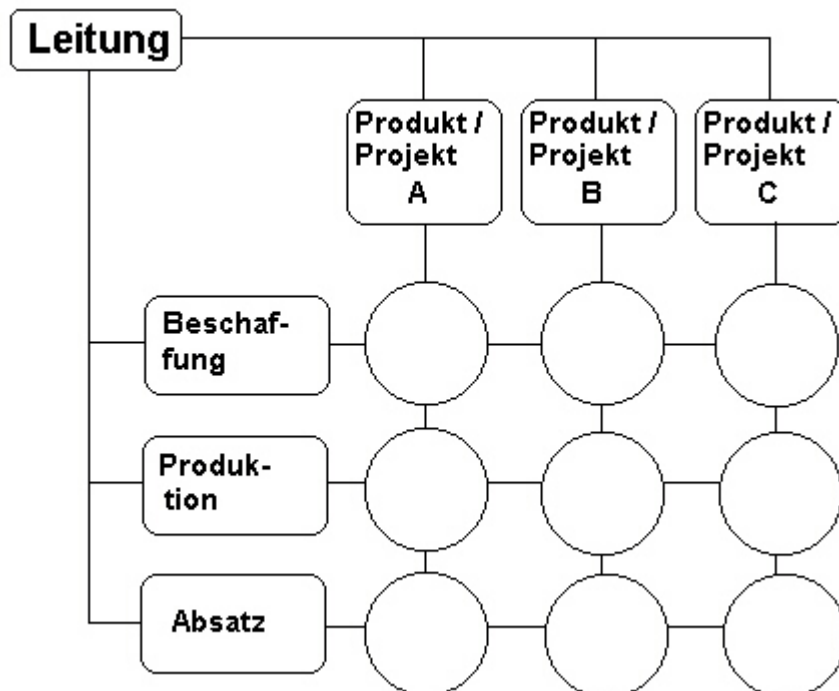 Leitung
Produkt /
Projekt
A
Produkt /
Projekt
B
Produkt /
Projekt
C
Beschaf-
fung
Produk-
tion
Absatz